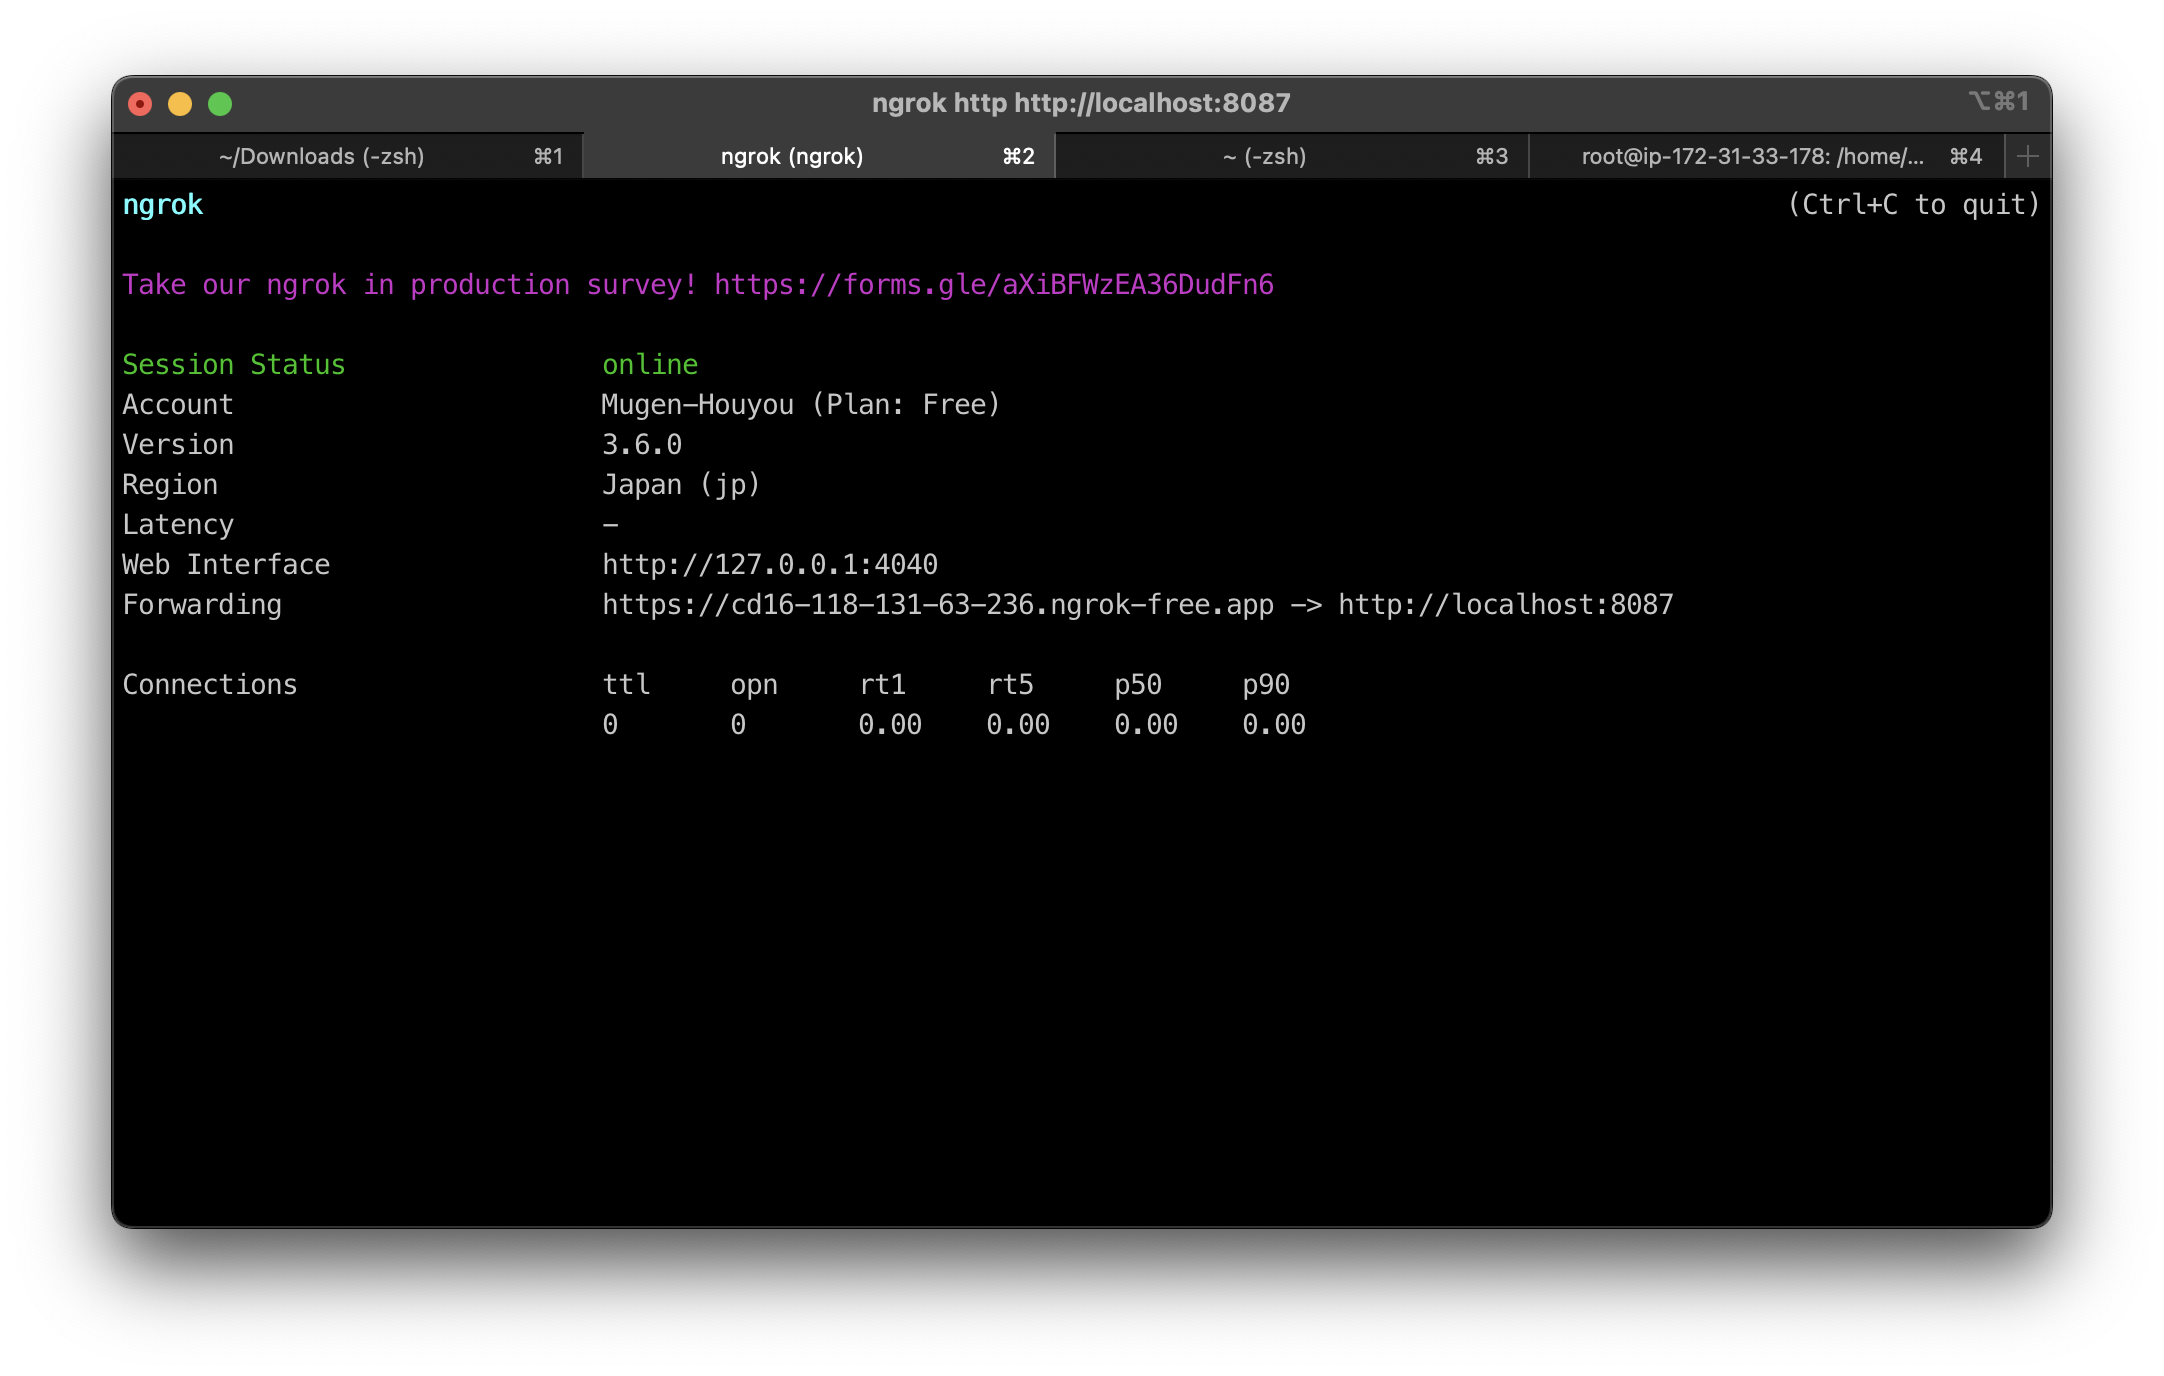 ngrok http http://localhost:8087
⌥⌘1
~/Downloads (-zsh) ⌘1 ngrok (ngrok) ⌘2 ~ (-zsh) ⌘3 root@ip-172-31-33-178: /home/... ⌘4
ngrok (Ctrl+C to quit)
Take our ngrok in production survey! https://forms.gle/aXiBFWzEA36DudFn6
Session Status online
Account Mugen-Houyou (Plan: Free)
Version 3.6.0
Region Japan (jp)
Latency -
Web Interface http://127.0.0.1:4040
Forwarding https://cd16-118-131-63-236.ngrok-free.app -> http://localhost:8087
Connections ttl opn rt1 rt5 p50 p90
0 0 0.00 0.00 0.00 0.00